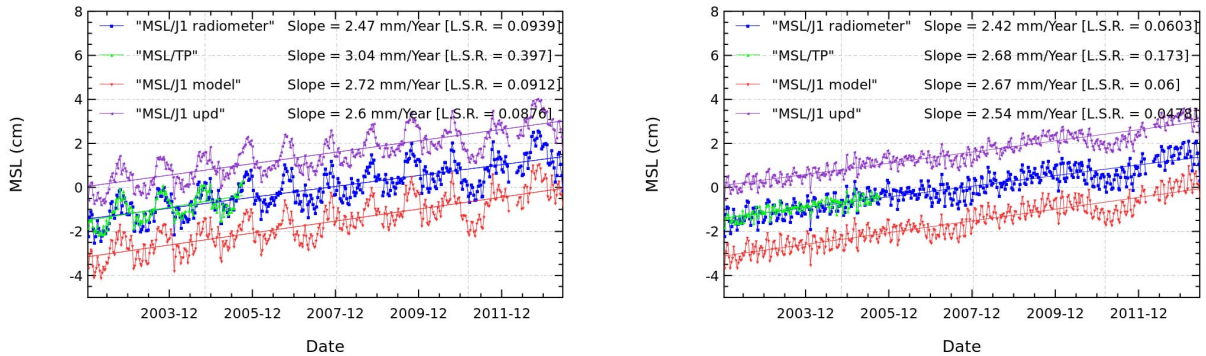 8
"MSL/J1 radiometer" Slope = 2.47 mm/Year [L.S.R. = 0.0939]
6
"MSL/TP" Slope = 3.04 mm/Year [L.S.R. = 0.397]
"MSL/J1 model" Slope = 2.72 mm/Year [L.S.R. = 0.0912]
4
"MSL/J1 upd" Slope = 2.6 mm/Year [L.S.R. = 0.0876]
2
0
-2
-4
MSL (cm)
2003-12 2005-12 2007-12 2009-12 2011-12
Date
8
"MSL/J1 radiometer" Slope = 2.42 mm/Year [L.S.R. = 0.0603]
6
"MSL/TP" Slope = 2.68 mm/Year [L.S.R. = 0.173]
"MSL/J1 model" Slope = 2.67 mm/Year [L.S.R. = 0.06]
4
"MSL/J1 upd" Slope = 2.54 mm/Year [L.S.R. = 0.0478]
2
0
-2
-4
MSL (cm)
2003-12 2005-12 2007-12 2009-12 2011-12
Date